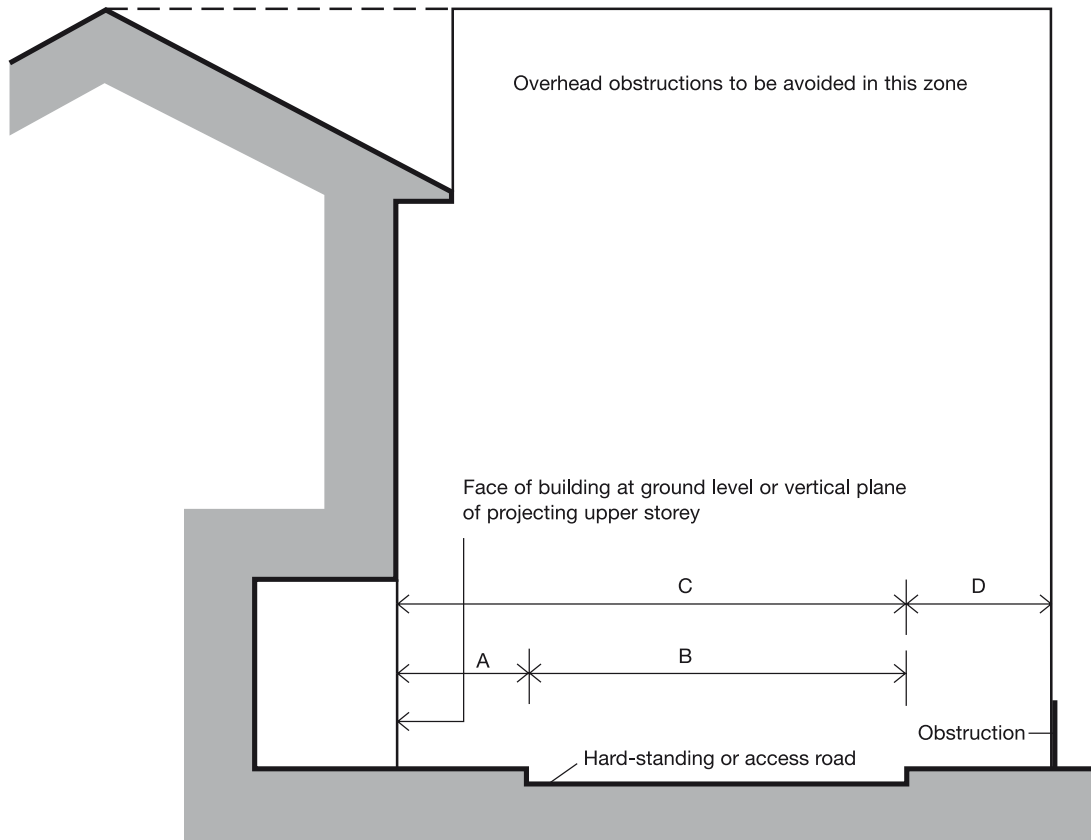 Overhead obstructions to be avoided in this zone
Face of building at ground level or vertical plane
of projecting upper storey
C
D
A
B
Obstruction
Hard-standing or access road